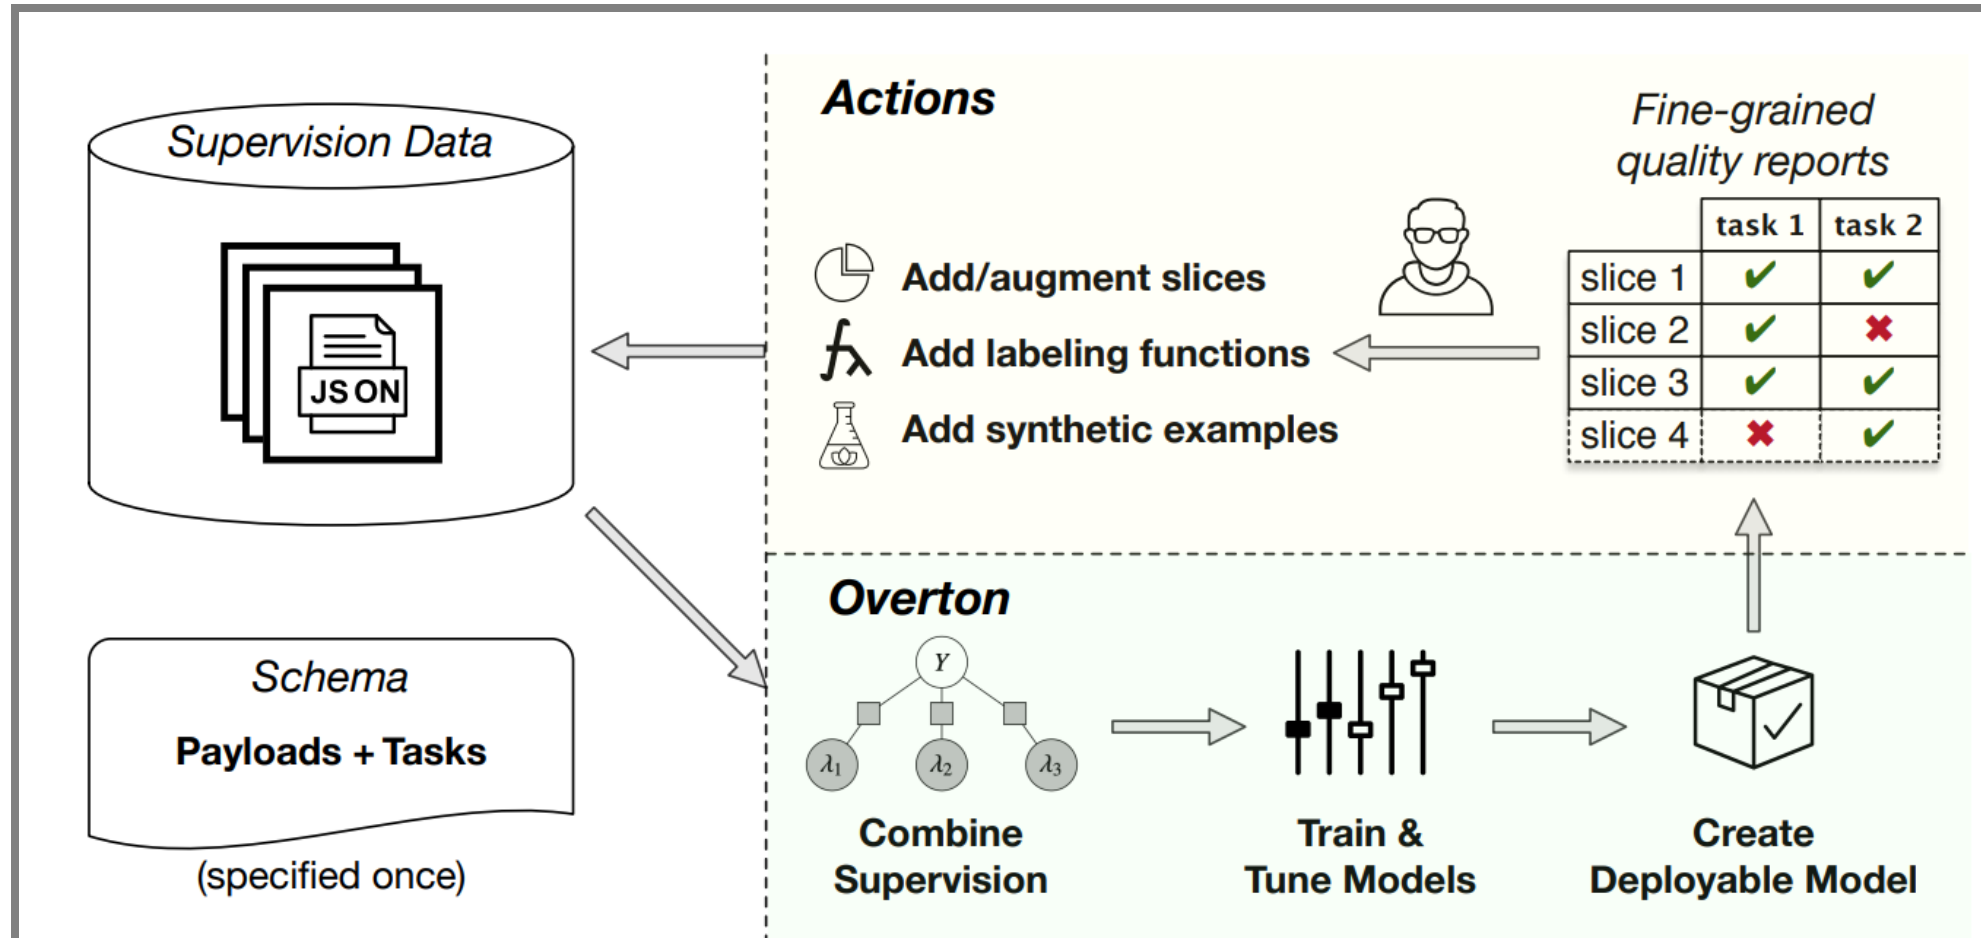 Supervision Data
JSON
Schema
Payloads + Tasks
(specified once)
Actions
Add/augment slices
fλ
Add labeling functions
Add synthetic examples
Fine-grained
quality reports
task 1 task 2
slice 1 ✔ ✔
slice 2 ✔ ✖
slice 3 ✔ ✔
slice 4 ✖ ✔
Overton
Y
λ1 λ2 λ3
Combine
Supervision
Train &
Tune Models
Create
Deployable Model